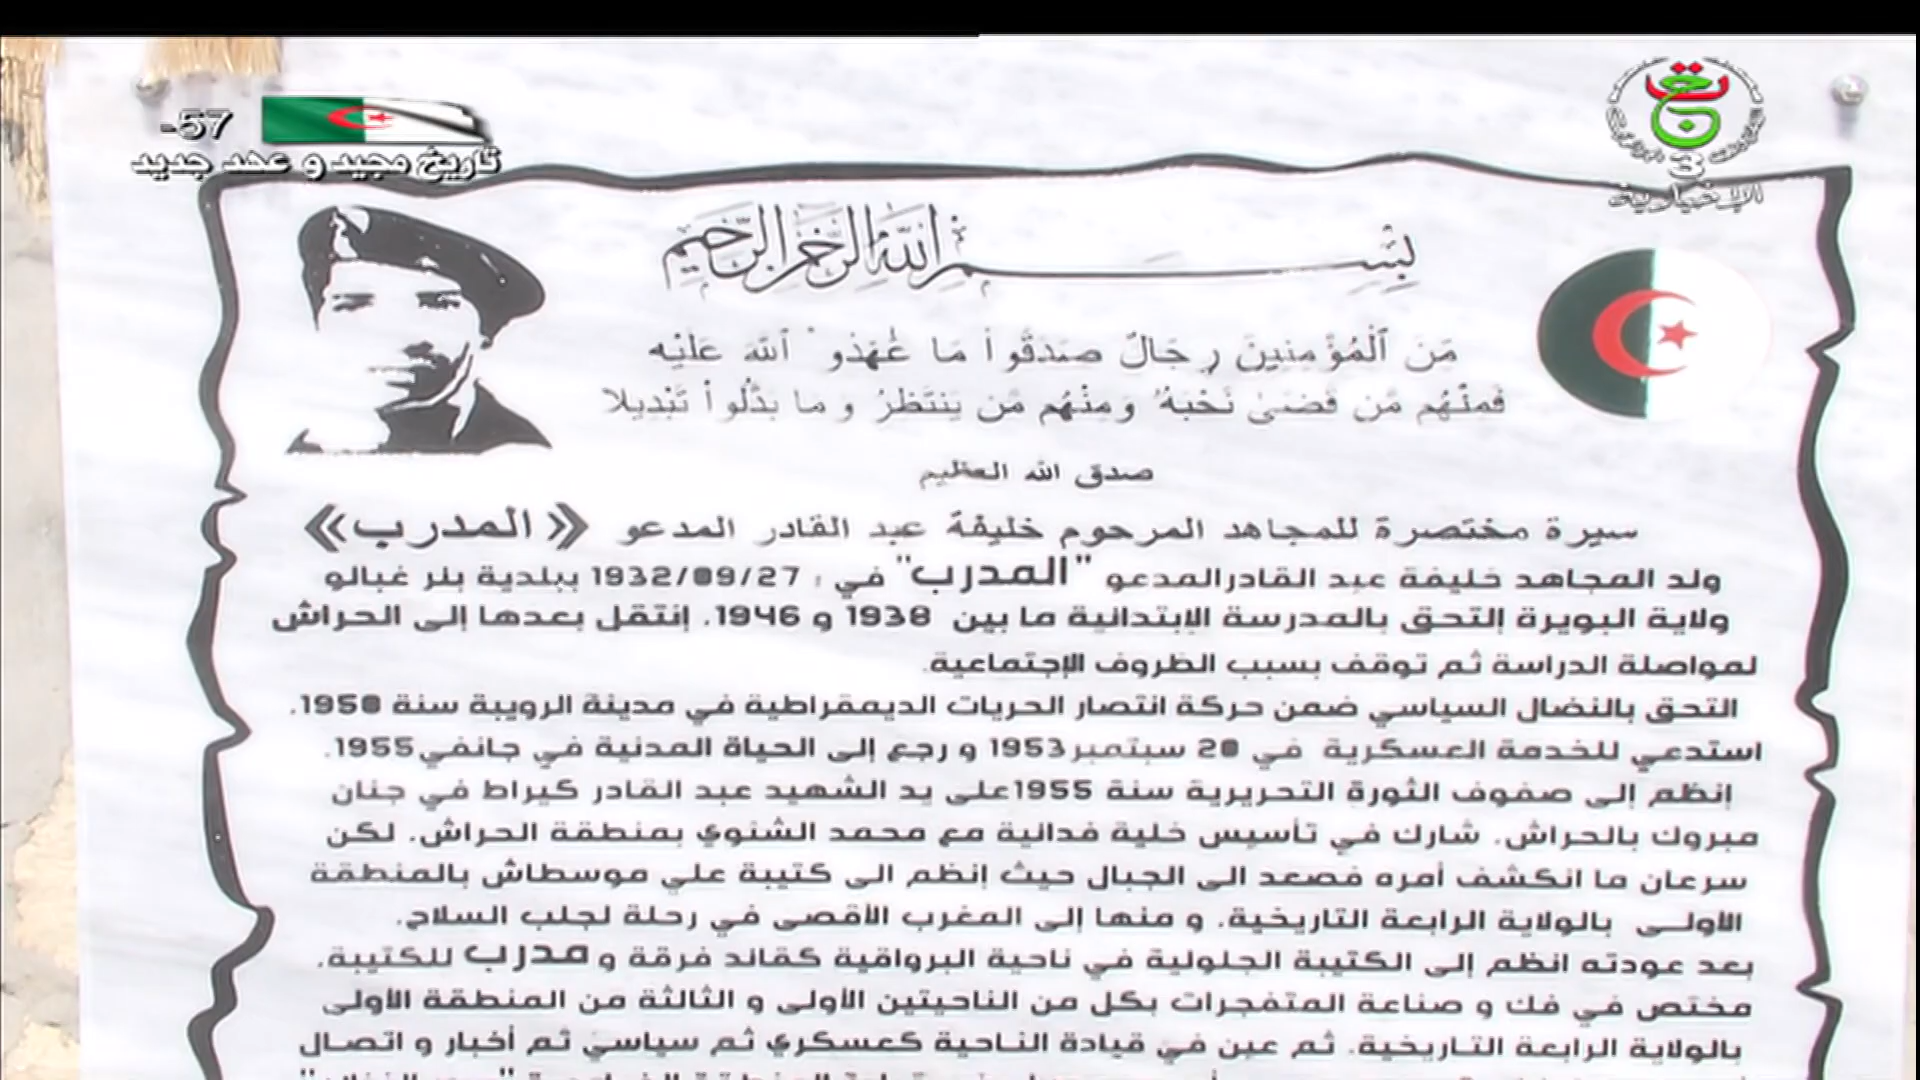 -57
تاريخ مجيد و عهد جديد
3
الإخبارية
بسم الله الرحمن الرحيم
مِّنَ ٱلْمُؤْمِنِينَ رِجَالٌ صَدَقُوا۟ مَا عَٰهَدُوا۟ ٱللَّهَ عَلَيْهِ
فَمِنْهُم مَّن قَضَىٰ نَحْبَهُۥ وَمِنْهُم مَّن يَنتَظِرُ وَمَا بَدَّلُوا۟ تَبْدِيلًا
صدق الله العظيم
سيرة مختصرة للمجاهد المرحوم خليفة عبد القادر المدعو «المدرب»
ولد المجاهد خليفة عبد القادرالمدعو "المدرب" في : 1932/09/27 ببلدية بئر غبالو
ولاية البويرة إلتحق بالمدرسة الإبتدائية ما بين 1938 و 1946. إنتقل بعدها إلى الحراش
لمواصلة الدراسة ثم توقف بسبب الظروف الإجتماعية.
التحق بالنضال السياسي ضمن حركة انتصار الحريات الديمقراطية في مدينة الرويبة سنة 1950.
استدعي للخدمة العسكرية في 20 سبتمبر1953 و رجع إلى الحياة المدنية في جانفي1955.
إنظم إلى صفوف الثورة التحريرية سنة 1955على يد الشهيد عبد القادر كيراط في جنان
مبروك بالحراش. شارك في تأسيس خلية فدائية مع محمد الشنوي بمنطقة الحراش. لكن
سرعان ما انكشف أمره فصعد الى الجبال حيث إنظم الى كتيبة علي موسطاش بالمنطقة
الأولـى بالولاية الرابعة التاريخية. و منها إلى المغرب الأقصى في رحلة لجلب السلاح.
بعد عودته انظم إلى الكتيبة الجلولية في ناحية البرواقية كقائد فرقة و مدرب للكتيبة.
مختص في فك و صناعة المتفجرات بكل من الناحيتين الأولى و الثالثة من المنطقة الأولى
بالولاية الرابعة التـاريخية. ثم عين في قيادة الناحية كعسكري ثم سياسي ثم أخبار و اتصـال